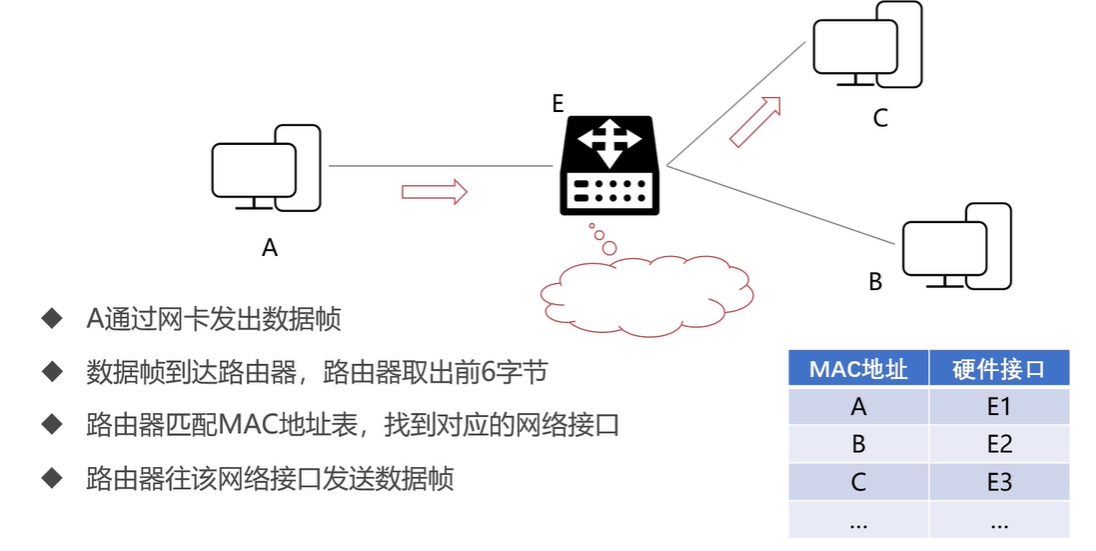 E
C
A
B
◆ A通过网卡发出数据帧
◆ 数据帧到达路由器，路由器取出前6字节
◆ 路由器匹配MAC地址表，找到对应的网络接口
◆ 路由器往该网络接口发送数据帧
MAC地址 硬件接口
A E1
B E2
C E3
... ...